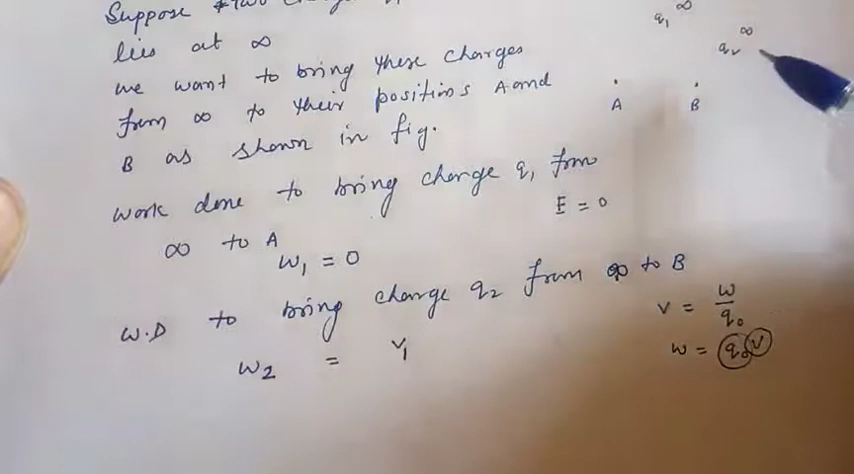 Suppose two
lies at ∞
we want to bring these charges
from ∞ to their positions A and
B as shown in fig.
work done to bring charge q₁ from
∞ to A
W₁ = 0
E = 0
W.D to bring charge q₂ from ∞ to B
W₂ = V₁
q₁ ∞
∞
A B
V = W/q₀
W = q₀V